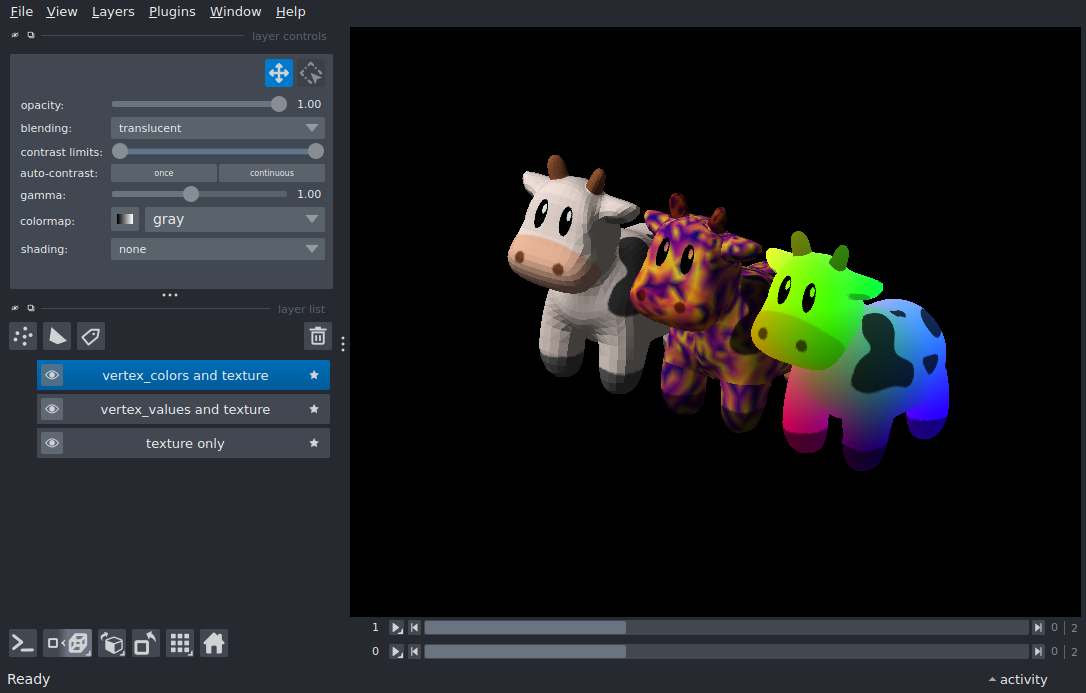 File View Layers Plugins Window Help
layer controls
opacity: 1.00
blending: translucent
contrast limits:
auto-contrast: once continuous
gamma: 1.00
colormap: gray
shading: none
layer list
vertex_colors and texture
vertex_values and texture
texture only
1 0 2
0 0 2
Ready activity